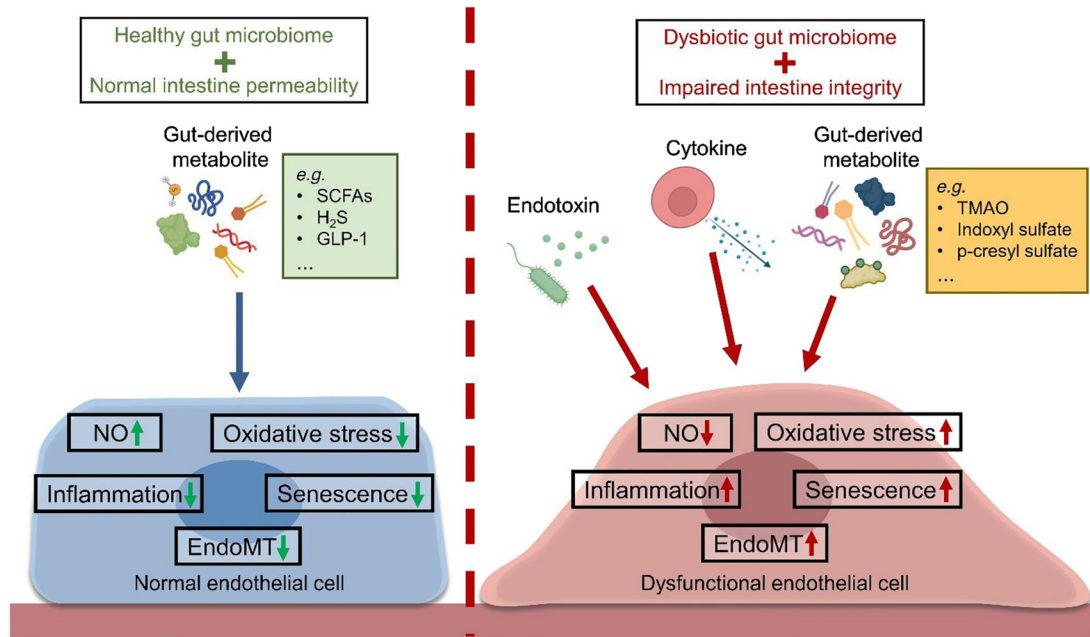 Healthy gut microbiome
+
Normal intestine permeability
Gut-derived
metabolite
e.g.
• SCFAs
• H₂S
• GLP-1
...
NO↑
Oxidative stress↓
Inflammation↓
Senescence↓
EndoMT↓
Normal endothelial cell
Dysbiotic gut microbiome
+
Impaired intestine integrity
Endotoxin
Cytokine
Gut-derived
metabolite
e.g.
• TMAO
• Indoxyl sulfate
• p-cresyl sulfate
...
NO↓
Oxidative stress↑
Inflammation↑
Senescence↑
EndoMT↑
Dysfunctional endothelial cell